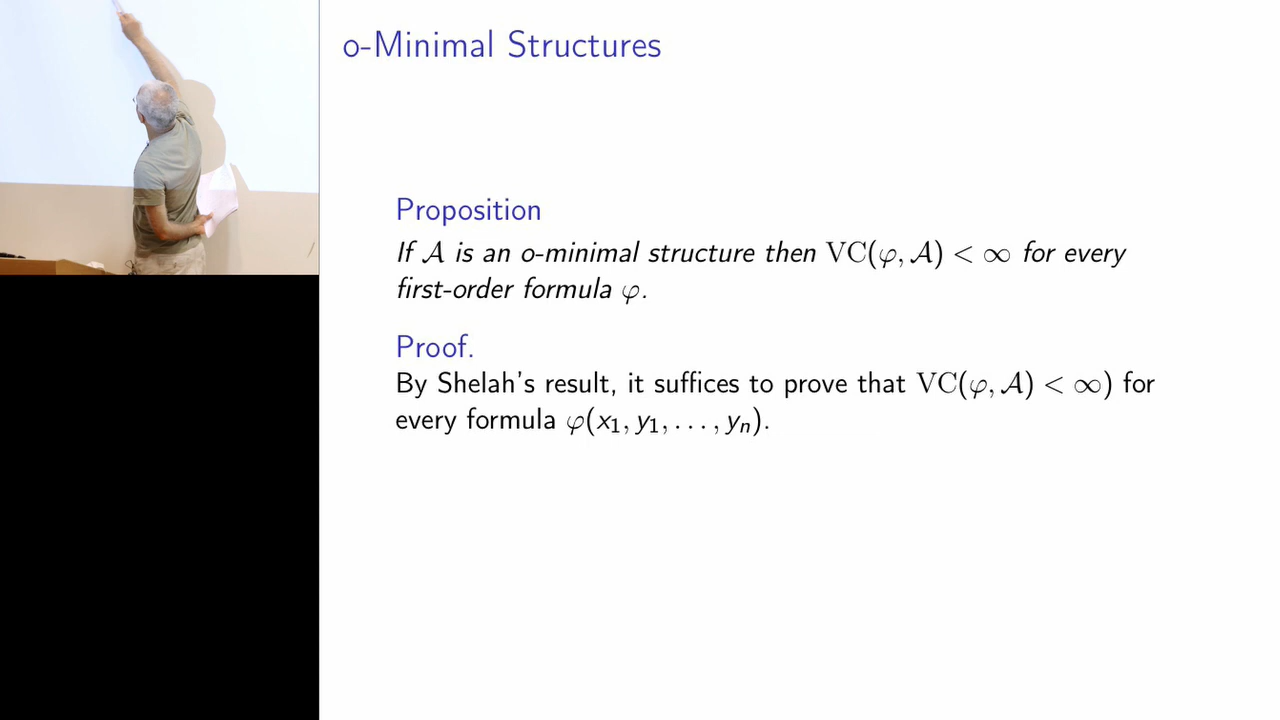 o-Minimal Structures
Proposition
If 𝒜 is an o-minimal structure then VC(φ, 𝒜) < ∞ for every
first-order formula φ.
Proof.
By Shelah's result, it suffices to prove that VC(φ, 𝒜) < ∞) for
every formula φ(x₁, y₁, . . . , yₙ).